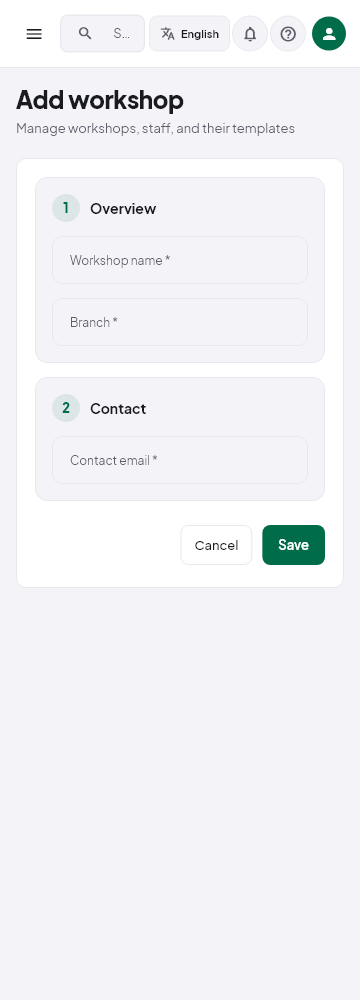 S...
English
Add workshop
Manage workshops, staff, and their templates
1 Overview
Workshop name *
Branch *
2 Contact
Contact email *
Cancel
Save